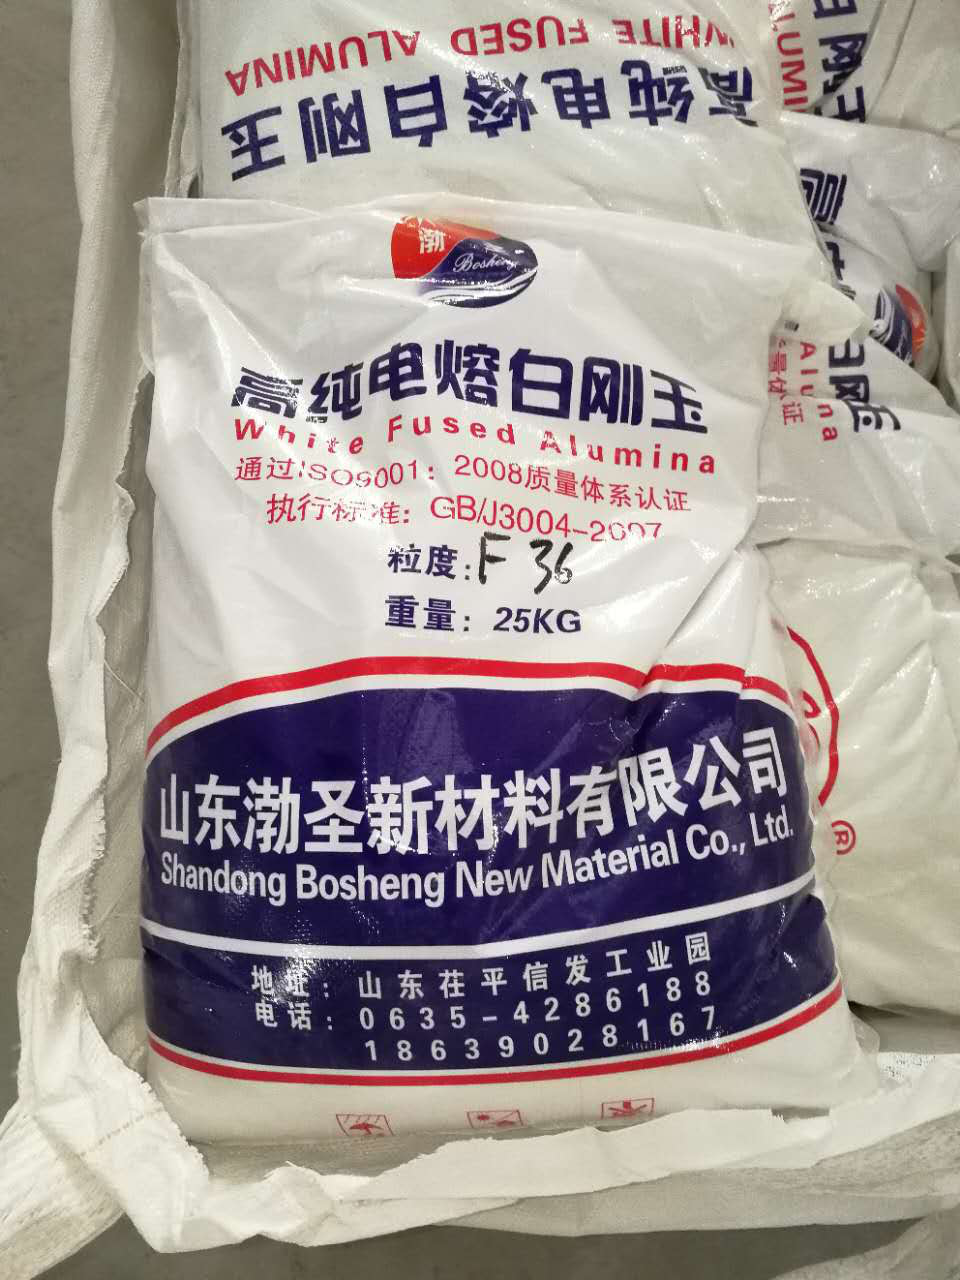 WHITE FUSED ALUMINA
高纯电熔白刚玉
渤
Bosheng
高纯电熔白刚玉
White Fused Alumina
通过ISO9001：2008质量体系认证
执行标准：GB/J3004-2007
粒度：F 36
重量：25KG
山东渤圣新材料有限公司
Shandong Bosheng New Material Co., Ltd.
地址：山东茌平信发工业园
电话：0635-4286188
18639028167
®